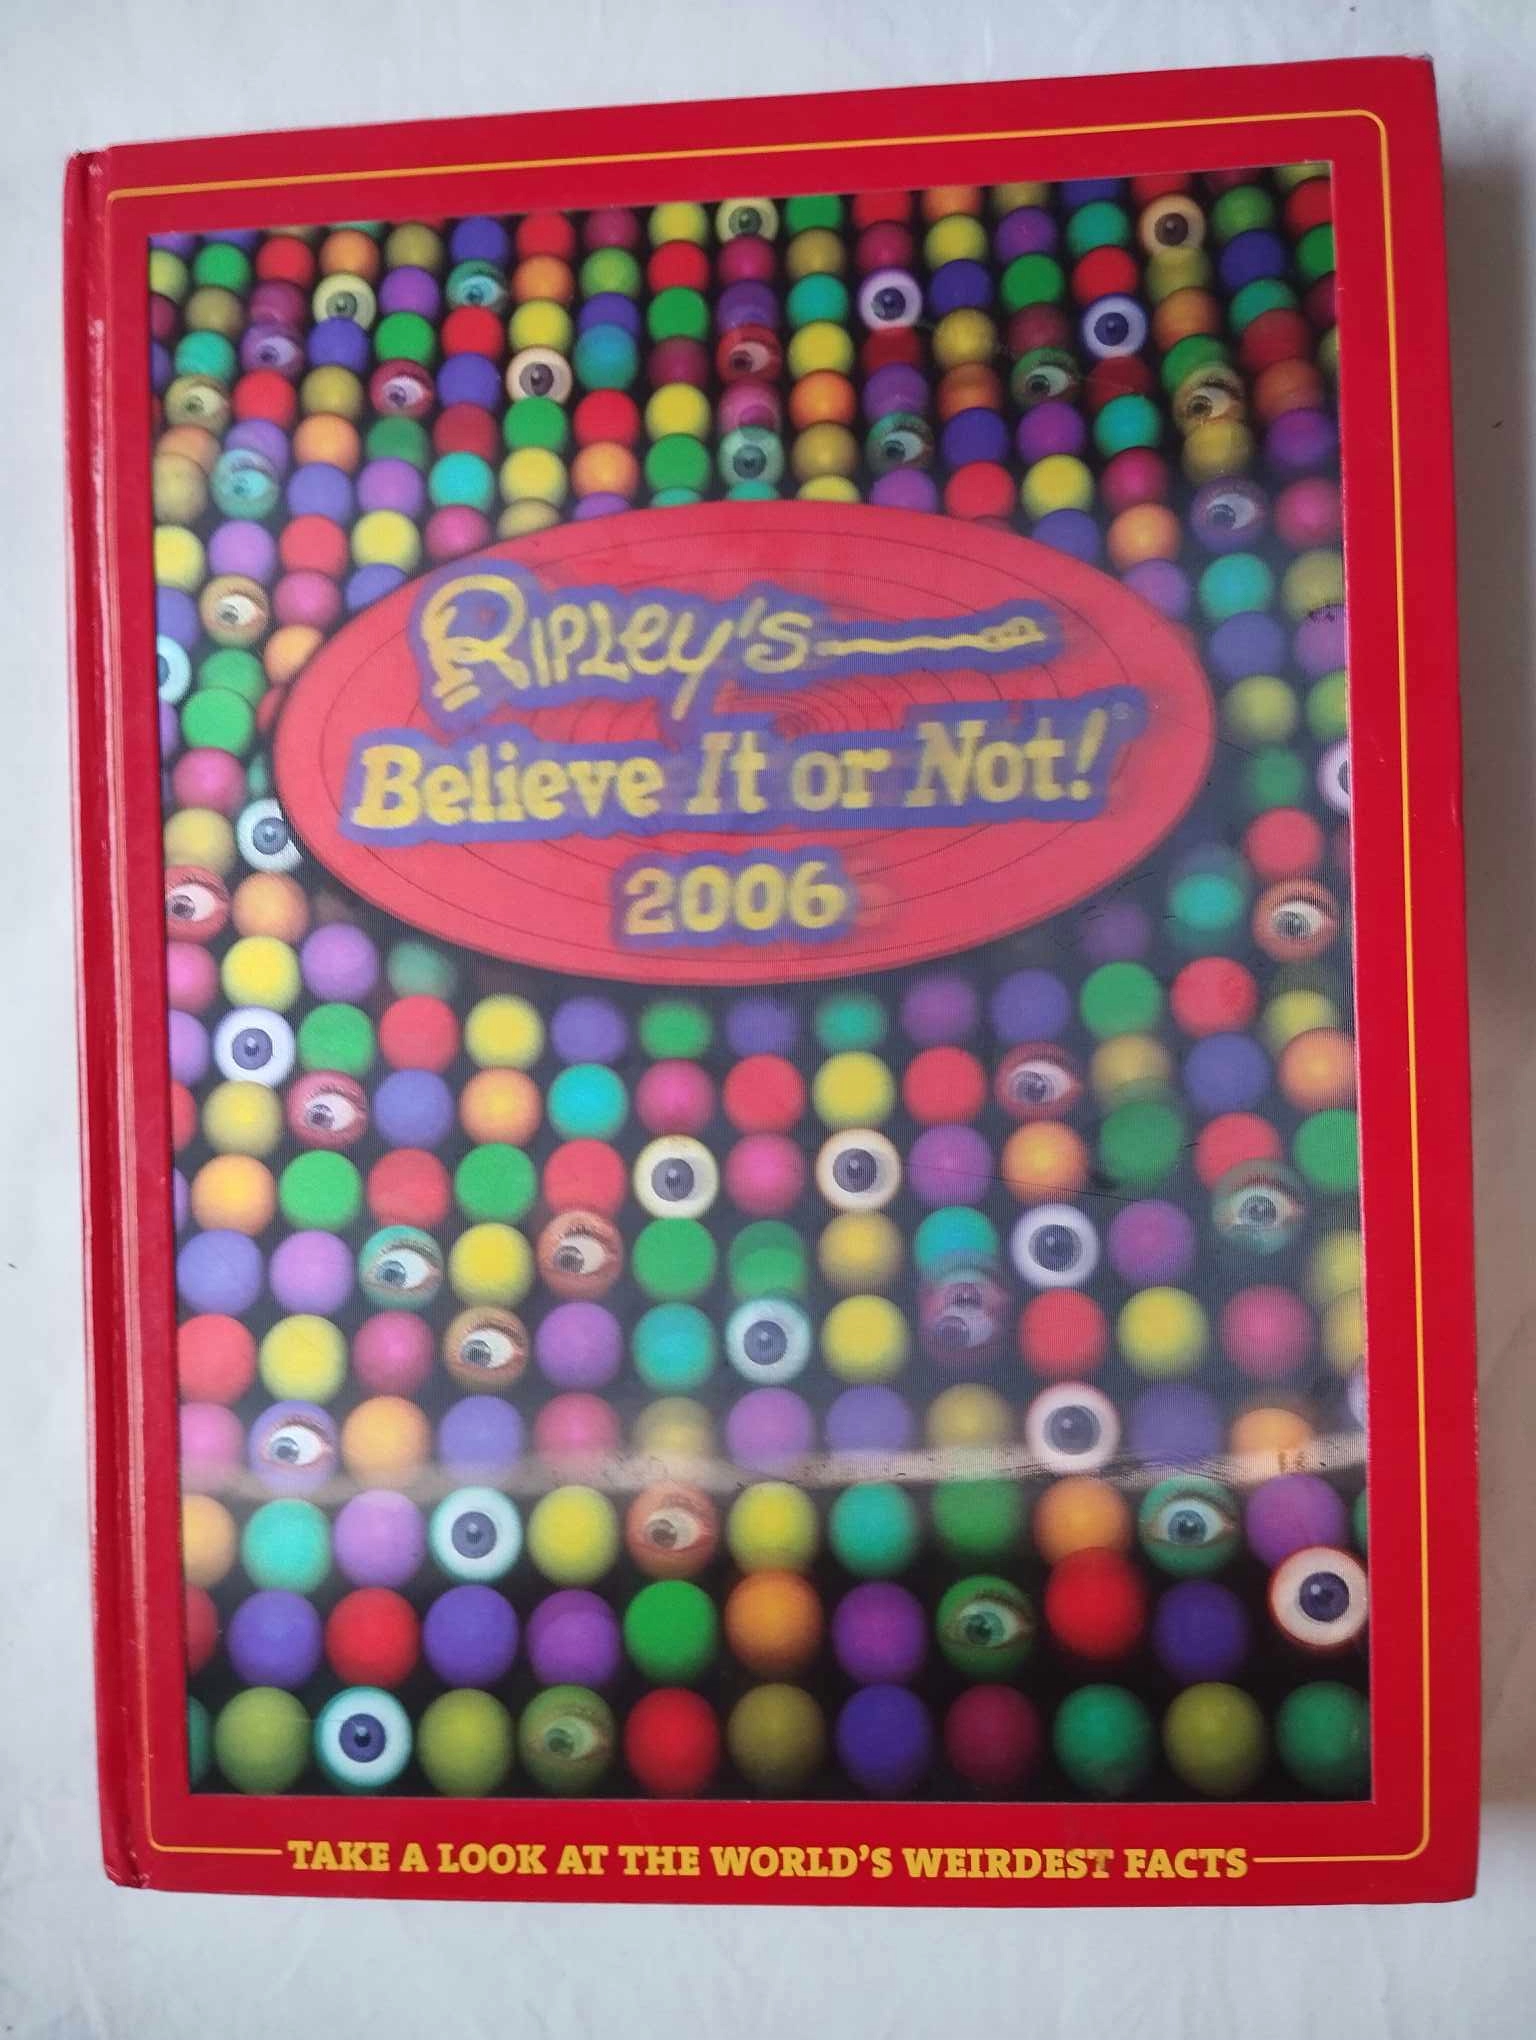 Ripley's
Believe It or Not!®
2006
TAKE A LOOK AT THE WORLD'S WEIRDEST FACTS